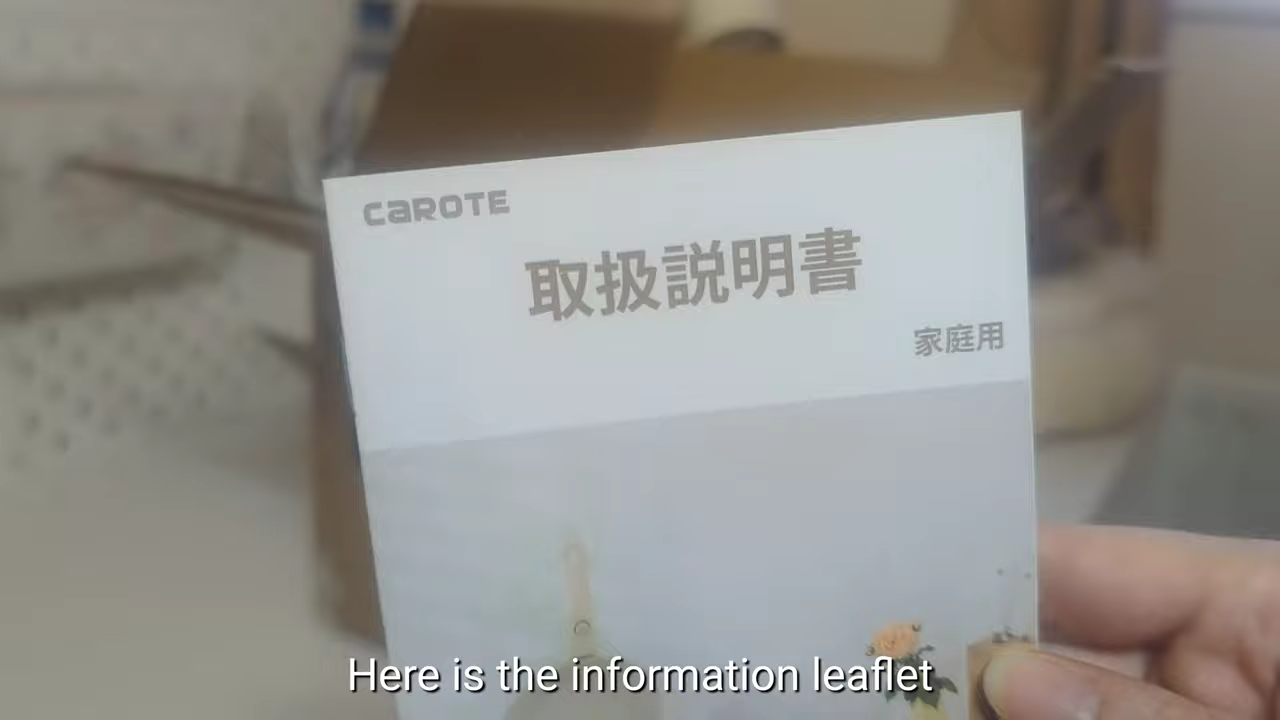 CAROTE
取扱説明書
家庭用
Here is the information leaflet